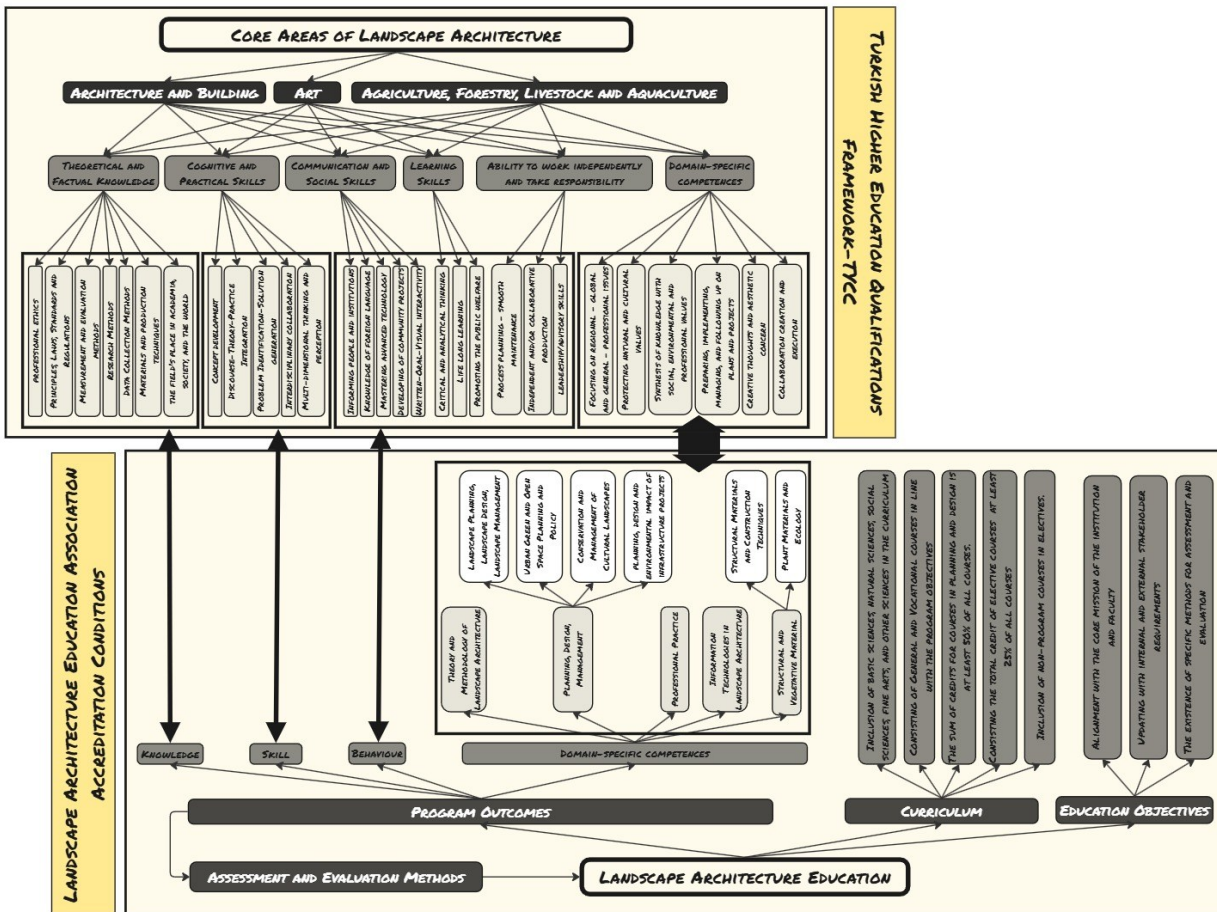 CORE AREAS OF LANDSCAPE ARCHITECTURE
ARCHITECTURE AND BUILDING
ART
AGRICULTURE, FORESTRY, LIVESTOCK AND AQUACULTURE
THEORETICAL AND
FACTUAL KNOWLEDGE
COGNITIVE AND
PRACTICAL SKILLS
COMMUNICATION AND
SOCIAL SKILLS
LEARNING
SKILLS
ABILITY TO WORK INDEPENDENTLY
AND TAKE RESPONSIBILITY
DOMAIN-SPECIFIC
COMPETENCES
PROFESSIONAL ETHICS
PRINCIPLES, LAWS, STANDARDS AND
REGULATIONS
MEASUREMENT AND EVALUATION
METHODS
RESEARCH METHODS
DATA COLLECTION METHODS
MATERIALS AND PRODUCTION
TECHNIQUES
THE FIELD'S PLACE IN ACADEMIA,
SOCIETY, AND THE WORLD
CONCEPT DEVELOPMENT
DISCOURSE-THEORY-PRACTICE
INTEGRATION
PROBLEM IDENTIFICATION-SOLUTION
GENERATION
INTERDISCIPLINARY COLLABORATION
MULTI-DIMENSIONAL THINKING AND
PERCEPTION
INFORMING PEOPLE AND INSTITUTIONS
KNOWLEDGE OF FOREIGN LANGUAGE
MASTERING ADVANCED TECHNOLOGY
DEVELOPING OF COMMUNITY PROJECTS
WRITTEN-ORAL-VISUAL INTERACTIVITY
CRITICAL AND ANALYTICAL THINKING
LIFE LONG LEARNING
PROMOTING THE PUBLIC WELFARE
PROCESS PLANNING - SMOOTH
MAINTENANCE
INDEPENDENT AND/OR COLLABORATIVE
PRODUCTION
LEADERSHIP/ADVISORY SKILLS
FOCUSING ON REGIONAL - GLOBAL
AND GENERAL - PROFESSIONAL ISSUES
PROTECTING NATURAL AND CULTURAL
VALUES
SYNTHESIS OF KNOWLEDGE WITH
SOCIAL, ENVIRONMENTAL AND
PROFESSIONAL VALUES
PREPARING, IMPLEMENTING,
MANAGING, AND FOLLOWING UP ON
PLANS AND PROJECTS
CREATIVE THOUGHTS AND AESTHETIC
CONCERN
COLLABORATION CREATION AND
EXECUTION
TURKISH HIGHER EDUCATION QUALIFICATIONS
FRAMEWORK-TYCC
LANDSCAPE ARCHITECTURE EDUCATION ASSOCIATION
ACCREDITATION CONDITIONS
LANDSCAPE PLANNING,
LANDSCAPE DESIGN,
LANDSCAPE MANAGEMENT
URBAN GREEN AND OPEN
SPACE PLANNING AND
POLICY
CONSERVATION AND
MANAGEMENT OF
CULTURAL LANDSCAPES
PLANNING, DESIGN AND
ENVIRONMENTAL IMPACT OF
INFRASTRUCTURE PROJECTS
STRUCTURAL MATERIALS
AND CONSTRUCTION
TECHNIQUES
PLANT MATERIALS AND
ECOLOGY
THEORY AND
METHODOLOGY OF
LANDSCAPE ARCHITECTURE
PLANNING, DESIGN,
MANAGEMENT
PROFESSIONAL PRACTICE
INFORMATION
TECHNOLOGIES IN
LANDSCAPE ARCHITECTURE
STRUCTURAL AND
VEGETATIVE MATERIAL
INCLUSION OF BASIC SCIENCES, NATURAL SCIENCES, SOCIAL
SCIENCES, FINE ARTS, AND OTHER SCIENCES IN THE CURRICULUM
CONSISTING OF GENERAL AND VOCATIONAL COURSES IN LINE
WITH THE PROGRAM OBJECTIVES
THE SUM OF CREDITS FOR COURSES IN PLANNING AND DESIGN IS
AT LEAST 50% OF ALL COURSES.
CONSISTING THE TOTAL CREDIT OF ELECTIVE COURSES AT LEAST
25% OF ALL COURSES
INCLUSION OF NON-PROGRAM COURSES IN ELECTIVES.
ALIGNMENT WITH THE CORE MISSION OF THE INSTITUTION
AND FACULTY
UPDATING WITH INTERNAL AND EXTERNAL STAKEHOLDER
REQUIREMENTS
THE EXISTENCE OF SPECIFIC METHODS FOR ASSESSMENT AND
EVALUATION
KNOWLEDGE
SKILL
BEHAVIOUR
DOMAIN-SPECIFIC COMPETENCES
PROGRAM OUTCOMES
CURRICULUM
EDUCATION OBJECTIVES
ASSESSMENT AND EVALUATION METHODS
LANDSCAPE ARCHITECTURE EDUCATION